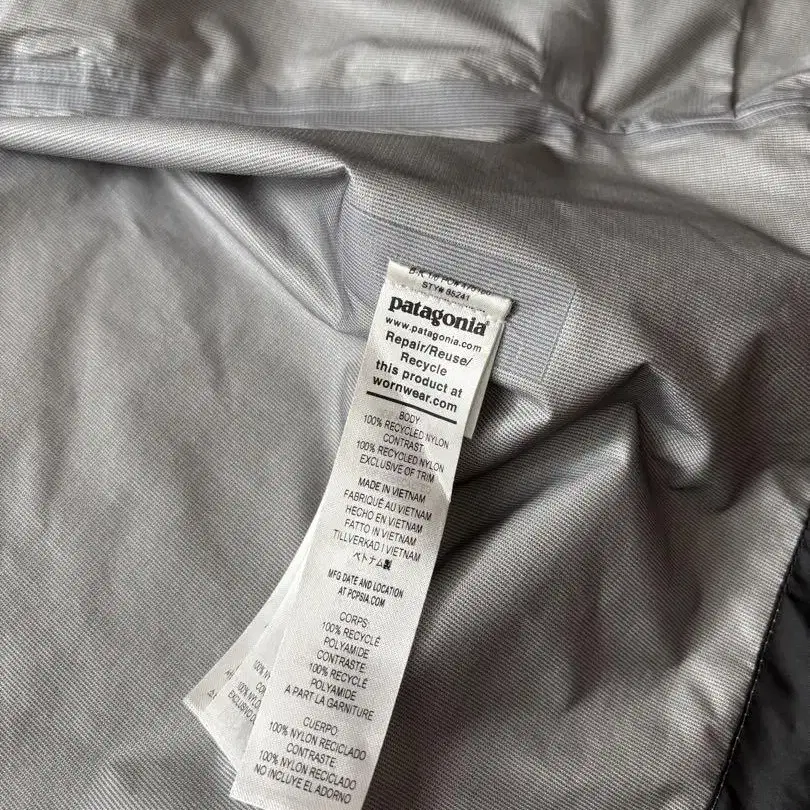 STY# 85241
patagonia
www.patagonia.com
Repair/Reuse/
Recycle
this product at
wornwear.com
BODY:
100% RECYCLED NYLON
CONTRAST:
100% RECYCLED NYLON
EXCLUSIVE OF TRIM
MADE IN VIETNAM
FABRIQUÉ AU VIETNAM
HECHO EN VIETNAM
FATTO IN VIETNAM
TILLVERKAD I VIETNAM
ベトナム製
MFG DATE AND LOCATION
AT PCPSIA.COM
CORPS:
100% RECYCLÉ
POLYAMIDE
CONTRASTE:
100% RECYCLÉ
POLYAMIDE
A PART LA GARNITURE
CUERPO:
100% NYLON RECICLADO
CONTRASTE:
100% NYLON RECICLADO
NO INCLUYE EL ADORNO